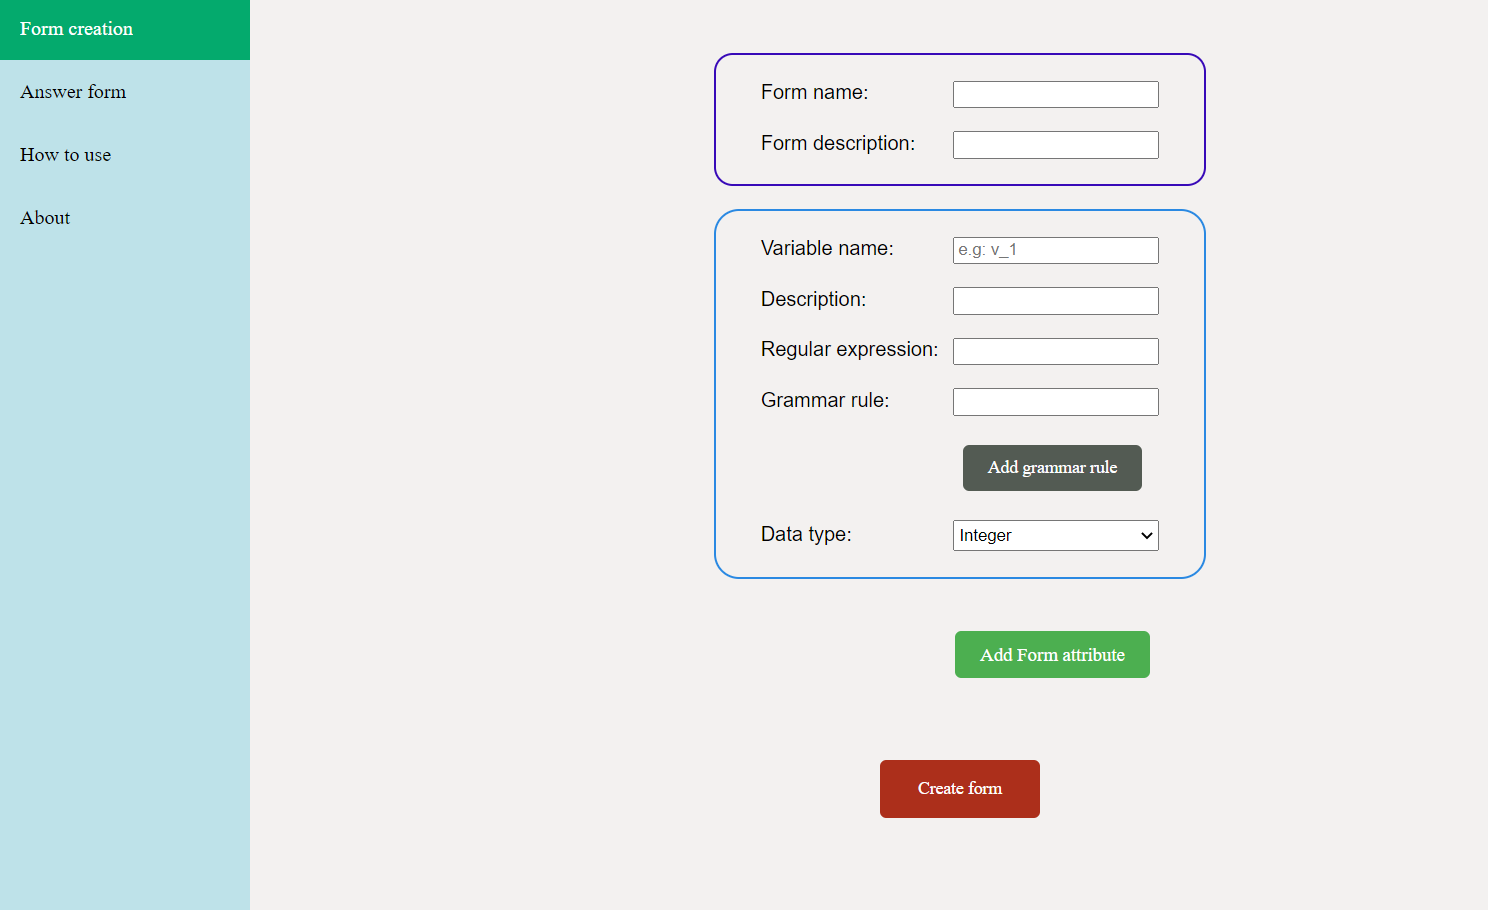 Form creation
Answer form
How to use
About
Form name:
Form description:
Variable name: e.g: v_1
Description:
Regular expression:
Grammar rule:
Add grammar rule
Data type: Integer
Add Form attribute
Create form